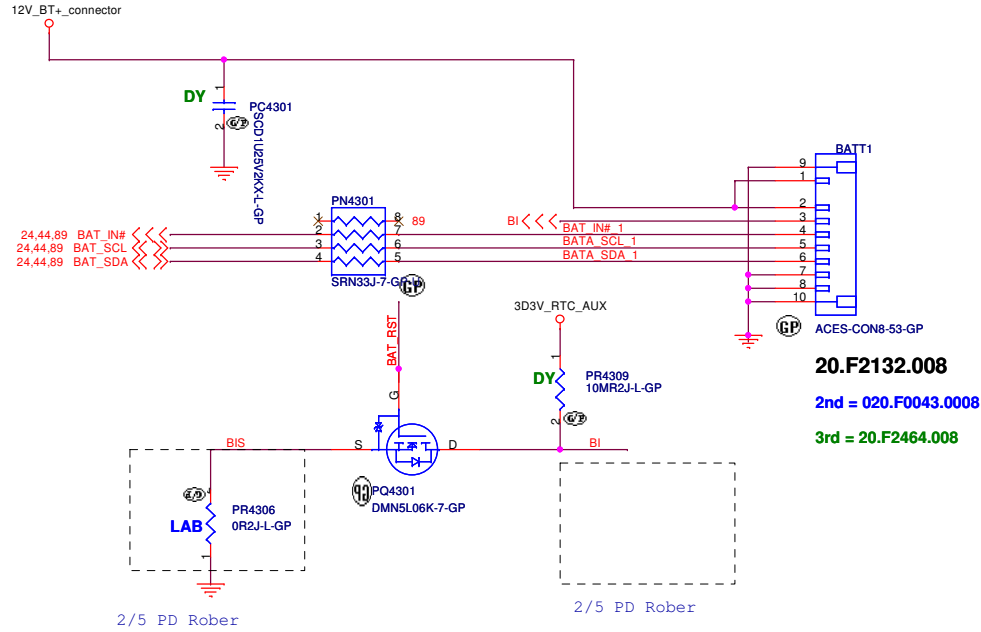 12V_BT+_connector
DY
1
2
G/P
PC4301
SCD1U25V2KX-L-GP
PN4301
1
2
3
4
8
7
6
5
89
24,44,89 BAT_IN#
24,44,89 BAT_SCL
24,44,89 BAT_SDA
SRN33J-7-GP-U
GP
BI
BAT_IN#_1
BATA_SCL_1
BATA_SDA_1
BATT1
9
1
2
3
4
5
6
7
8
10
GP
ACES-CON8-53-GP
20.F2132.008
2nd = 020.F0043.0008
3rd = 20.F2464.008
BAT_RST
G
S
D
GP
PQ4301
DMN5L06K-7-GP
3D3V_RTC_AUX
1
DY
PR4309
10MR2J-L-GP
2
G/P
BI
BIS
G/P
LAB
PR4306
0R2J-L-GP
1
2/5 PD Rober
2/5 PD Rober